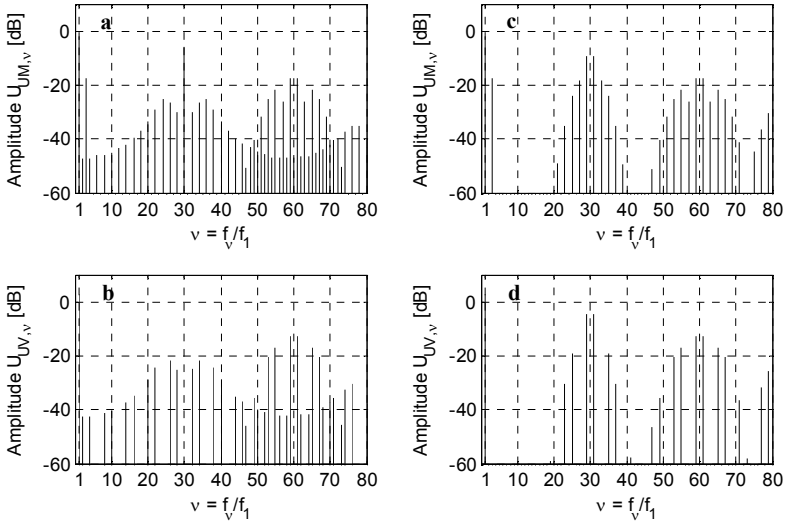 a
Amplitude U_UM,ν [dB]
0
-20
-40
-60
1 10 20 30 40 50 60 70 80
ν = f_ν/f_1
c
Amplitude U_UM,ν [dB]
0
-20
-40
-60
1 10 20 30 40 50 60 70 80
ν = f_ν/f_1
b
Amplitude U_UV,ν [dB]
0
-20
-40
-60
1 10 20 30 40 50 60 70 80
ν = f_ν/f_1
d
Amplitude U_UV,ν [dB]
0
-20
-40
-60
1 10 20 30 40 50 60 70 80
ν = f_ν/f_1